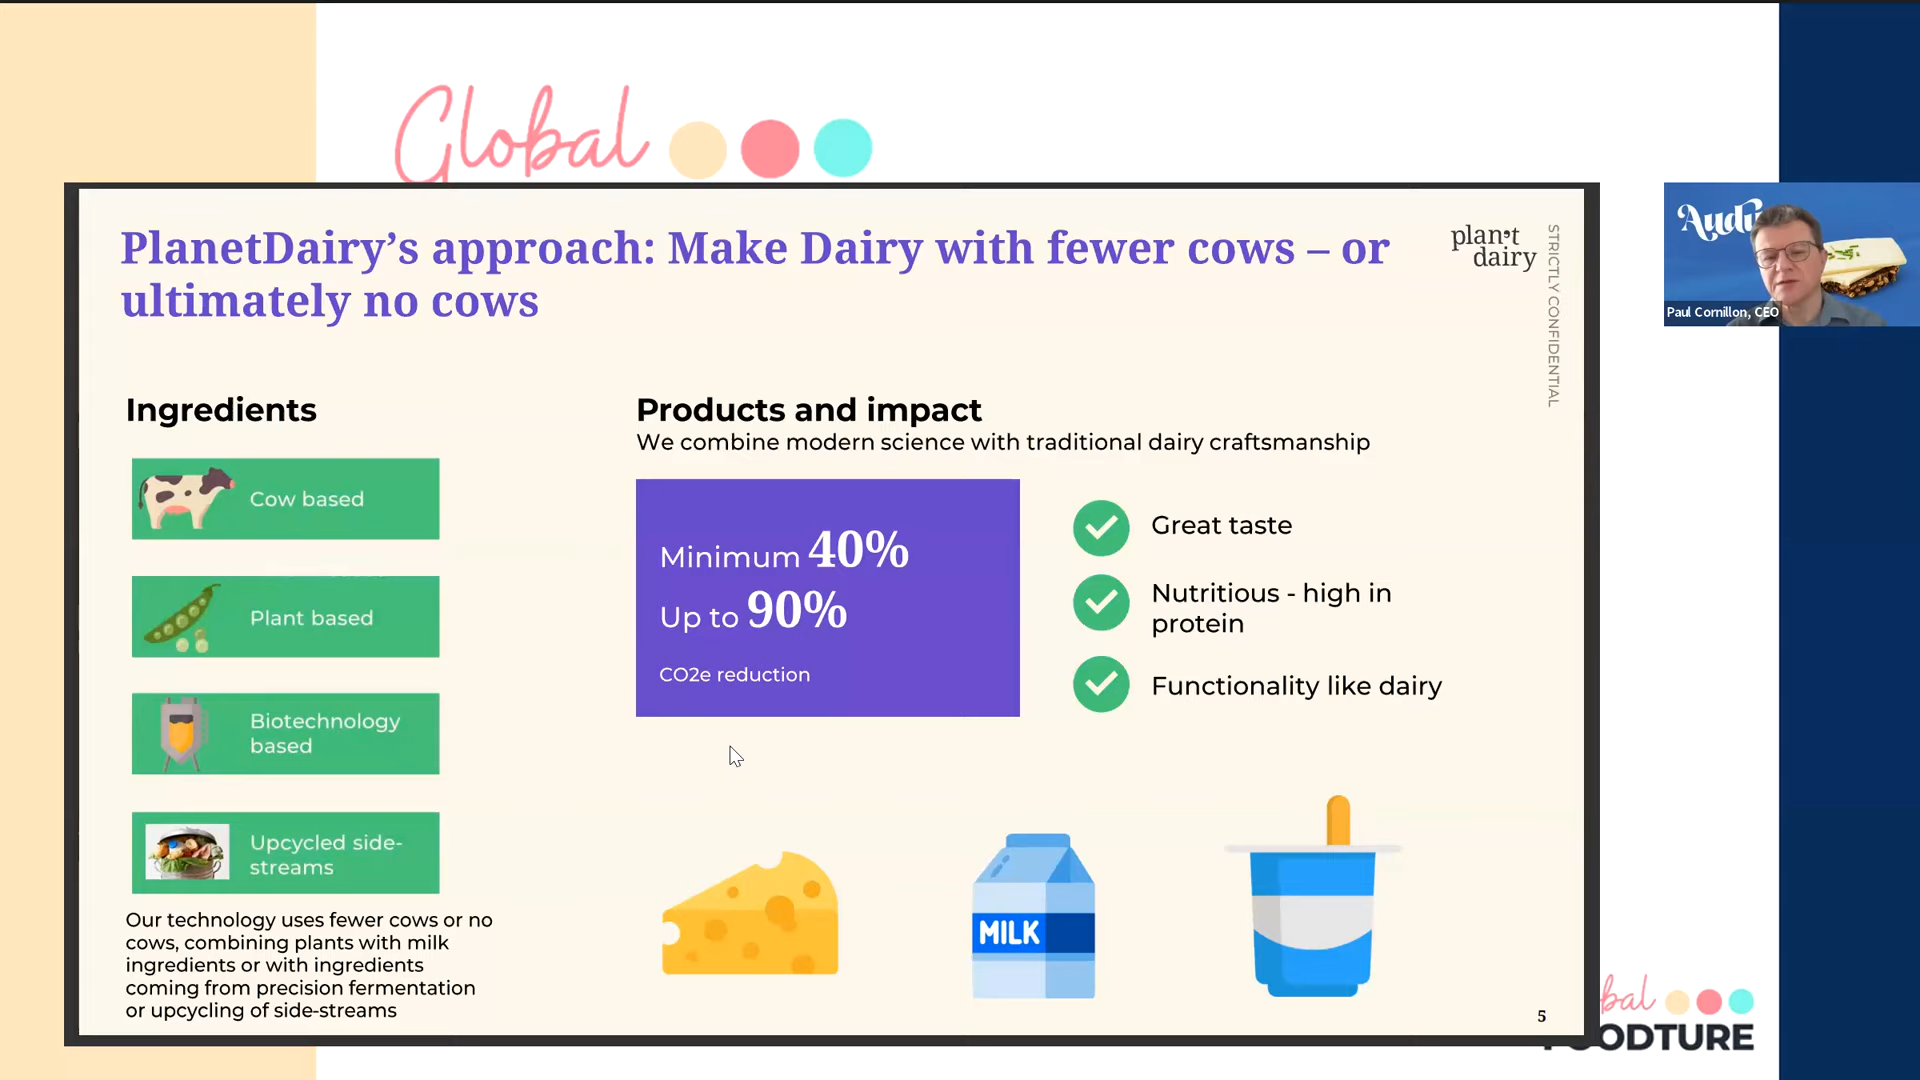 Global
PlanetDairy’s approach: Make Dairy with fewer cows – or
ultimately no cows
plan•t
dairy
STRICTLY CONFIDENTIAL
Paul Cornillon, CEO
Ingredients
Cow based
Plant based
Biotechnology
based
Upcycled side-
streams
Our technology uses fewer cows or no
cows, combining plants with milk
ingredients or with ingredients
coming from precision fermentation
or upcycling of side-streams
Products and impact
We combine modern science with traditional dairy craftsmanship
Minimum 40%
Up to 90%
CO2e reduction
Great taste
Nutritious - high in
protein
Functionality like dairy
MILK
5